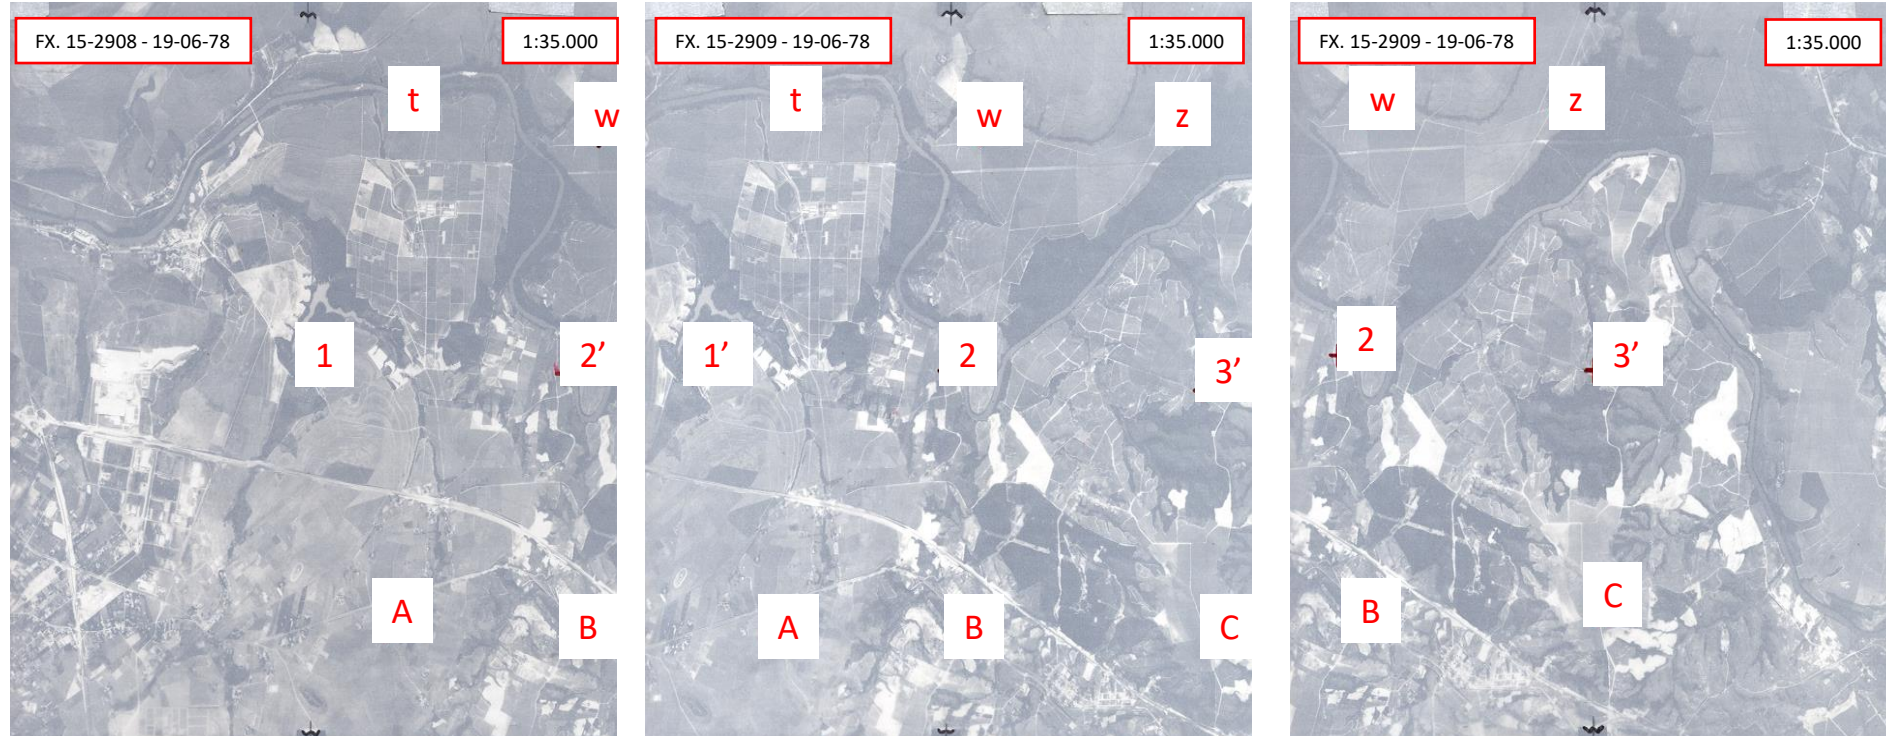 FX. 15-2908 - 19-06-78
1:35.000
t
w
1
2’
A
B
FX. 15-2909 - 19-06-78
1:35.000
t
w
z
1’
2
3’
A
B
C
FX. 15-2909 - 19-06-78
1:35.000
w
z
2
3’
B
C